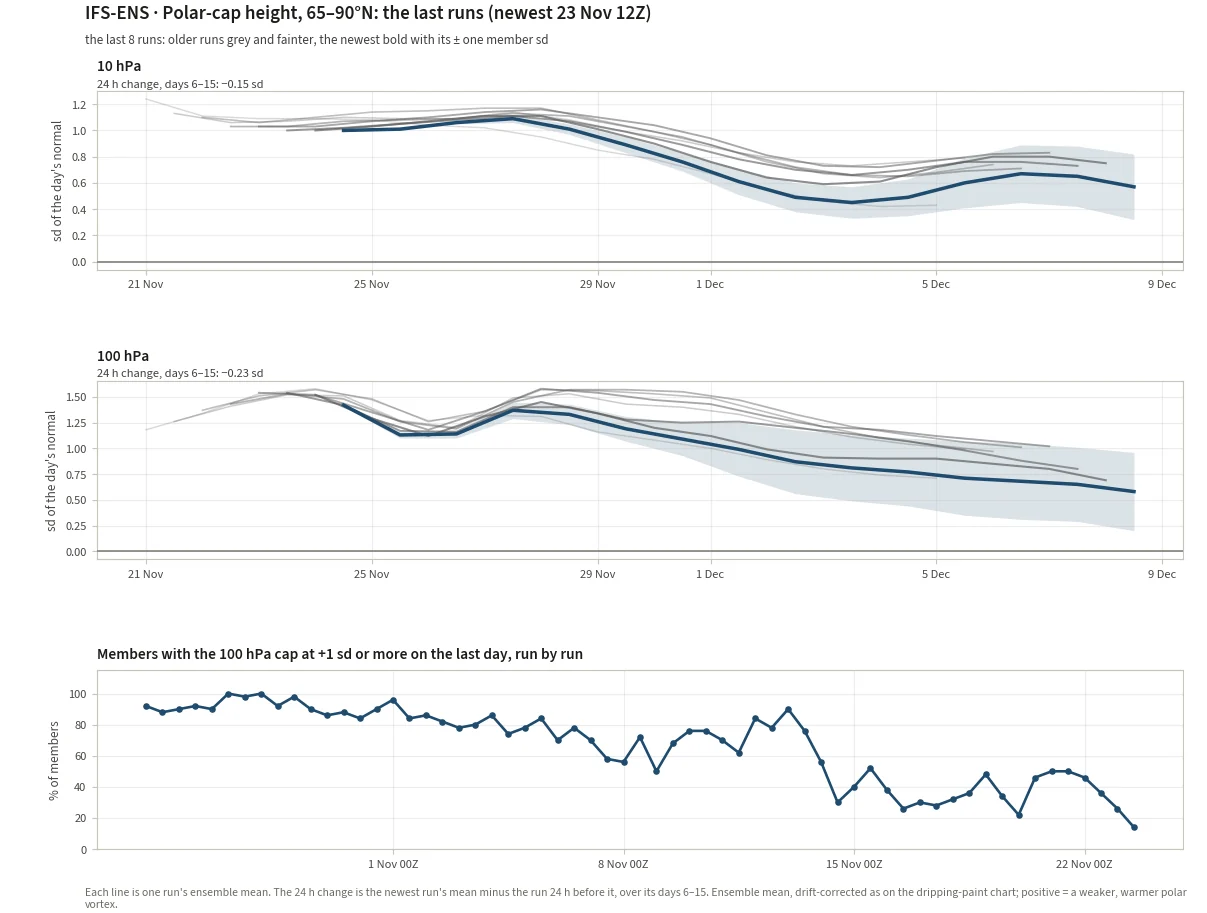 IFS-ENS · Polar-cap height, 65–90°N: the last runs (newest 23 Nov 12Z)
the last 8 runs: older runs grey and fainter, the newest bold with its ± one member sd
10 hPa
24 h change, days 6–15: −0.15 sd
sd of the day's normal
1.2
1.0
0.8
0.6
0.4
0.2
0.0
21 Nov 25 Nov 29 Nov 1 Dec 5 Dec 9 Dec
100 hPa
24 h change, days 6–15: −0.23 sd
sd of the day's normal
1.50
1.25
1.00
0.75
0.50
0.25
0.00
21 Nov 25 Nov 29 Nov 1 Dec 5 Dec 9 Dec
Members with the 100 hPa cap at +1 sd or more on the last day, run by run
% of members
100
80
60
40
20
0
1 Nov 00Z 8 Nov 00Z 15 Nov 00Z 22 Nov 00Z
Each line is one run's ensemble mean. The 24 h change is the newest run's mean minus the run 24 h before it, over its days 6–15. Ensemble mean, drift-corrected as on the dripping-paint chart; positive = a weaker, warmer polar
vortex.